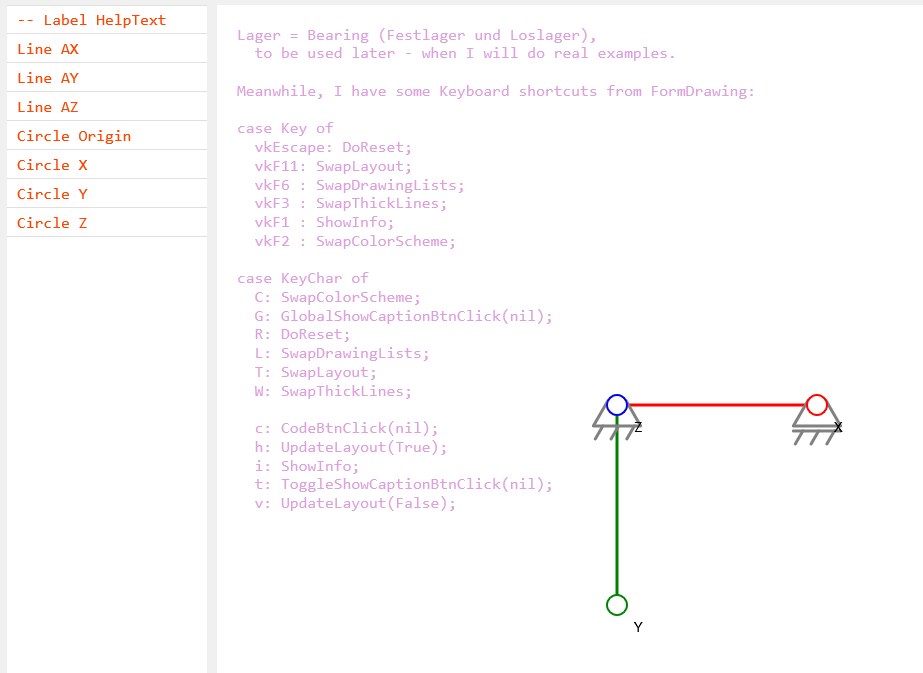 -- Label HelpText
Line AX
Line AY
Line AZ
Circle Origin
Circle X
Circle Y
Circle Z
Lager = Bearing (Festlager und Loslager),
to be used later - when I will do real examples.
Meanwhile, I have some Keyboard shortcuts from FormDrawing:
case Key of
vkEscape: DoReset;
vkF11: SwapLayout;
vkF6 : SwapDrawingLists;
vkF3 : SwapThickLines;
vkF1 : ShowInfo;
vkF2 : SwapColorScheme;
case KeyChar of
C: SwapColorScheme;
G: GlobalShowCaptionBtnClick(nil);
R: DoReset;
L: SwapDrawingLists;
T: SwapLayout;
W: SwapThickLines;
c: CodeBtnClick(nil);
h: UpdateLayout(True);
i: ShowInfo;
t: ToggleShowCaptionBtnClick(nil);
v: UpdateLayout(False);
Z
X
Y